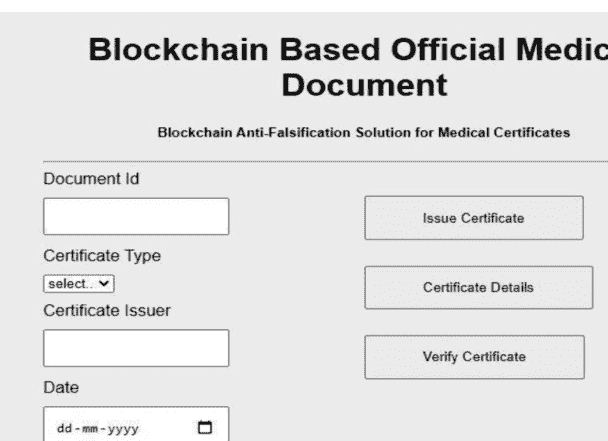 Blockchain Based Official Medic
Document
Blockchain Anti-Falsification Solution for Medical Certificates
Document Id
Issue Certificate
Certificate Type
select..
Certificate Details
Certificate Issuer
Verify Certificate
Date
dd-mm-yyyy